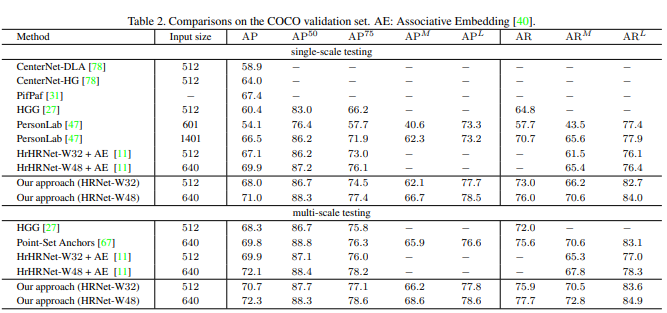 Table 2. Comparisons on the COCO validation set. AE: Associative Embedding [40].
Method Input size AP AP50 AP75 APM APL AR ARM ARL
single-scale testing
CenterNet-DLA [78] 512 58.9 − − − − − − −
CenterNet-HG [78] 512 64.0 − − − − − − −
PifPaf [31] − 67.4 − − − − − − −
HGG [27] 512 60.4 83.0 66.2 − − 64.8 − −
PersonLab [47] 601 54.1 76.4 57.7 40.6 73.3 57.7 43.5 77.4
PersonLab [47] 1401 66.5 86.2 71.9 62.3 73.2 70.7 65.6 77.9
HrHRNet-W32 + AE [11] 512 67.1 86.2 73.0 − − − 61.5 76.1
HrHRNet-W48 + AE [11] 640 69.9 87.2 76.1 − − − 65.4 76.4
Our approach (HRNet-W32) 512 68.0 86.7 74.5 62.1 77.7 73.0 66.2 82.7
Our approach (HRNet-W48) 640 71.0 88.3 77.4 66.7 78.5 76.0 70.6 84.0
multi-scale testing
HGG [27] 512 68.3 86.7 75.8 − − 72.0 − −
Point-Set Anchors [67] 640 69.8 88.8 76.3 65.9 76.6 75.6 70.6 83.1
HrHRNet-W32 + AE [11] 512 69.9 87.1 76.0 − − − 65.3 77.0
HrHRNet-W48 + AE [11] 640 72.1 88.4 78.2 − − − 67.8 78.3
Our approach (HRNet-W32) 512 70.7 87.7 77.1 66.2 77.8 75.9 70.5 83.6
Our approach (HRNet-W48) 640 72.3 88.3 78.6 68.6 78.6 77.7 72.8 84.9